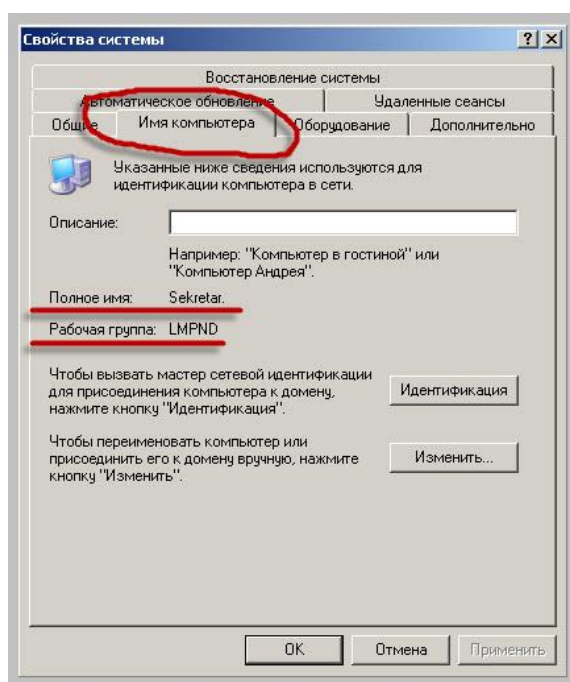 Свойства системы
Восстановление системы
Автоматическое обновление
Удаленные сеансы
Общие
Имя компьютера
Оборудование
Дополнительно
Указанные ниже сведения используются для
идентификации компьютера в сети.
Описание:
Например: "Компьютер в гостиной" или
"Компьютер Андрея".
Полное имя: Sekretar.
Рабочая группа: LMPND
Чтобы вызвать мастер сетевой идентификации
для присоединения компьютера к домену,
нажмите кнопку "Идентификация".
Идентификация
Чтобы переименовать компьютер или
присоединить его к домену вручную, нажмите
кнопку "Изменить".
Изменить...
OK
Отмена
Применить